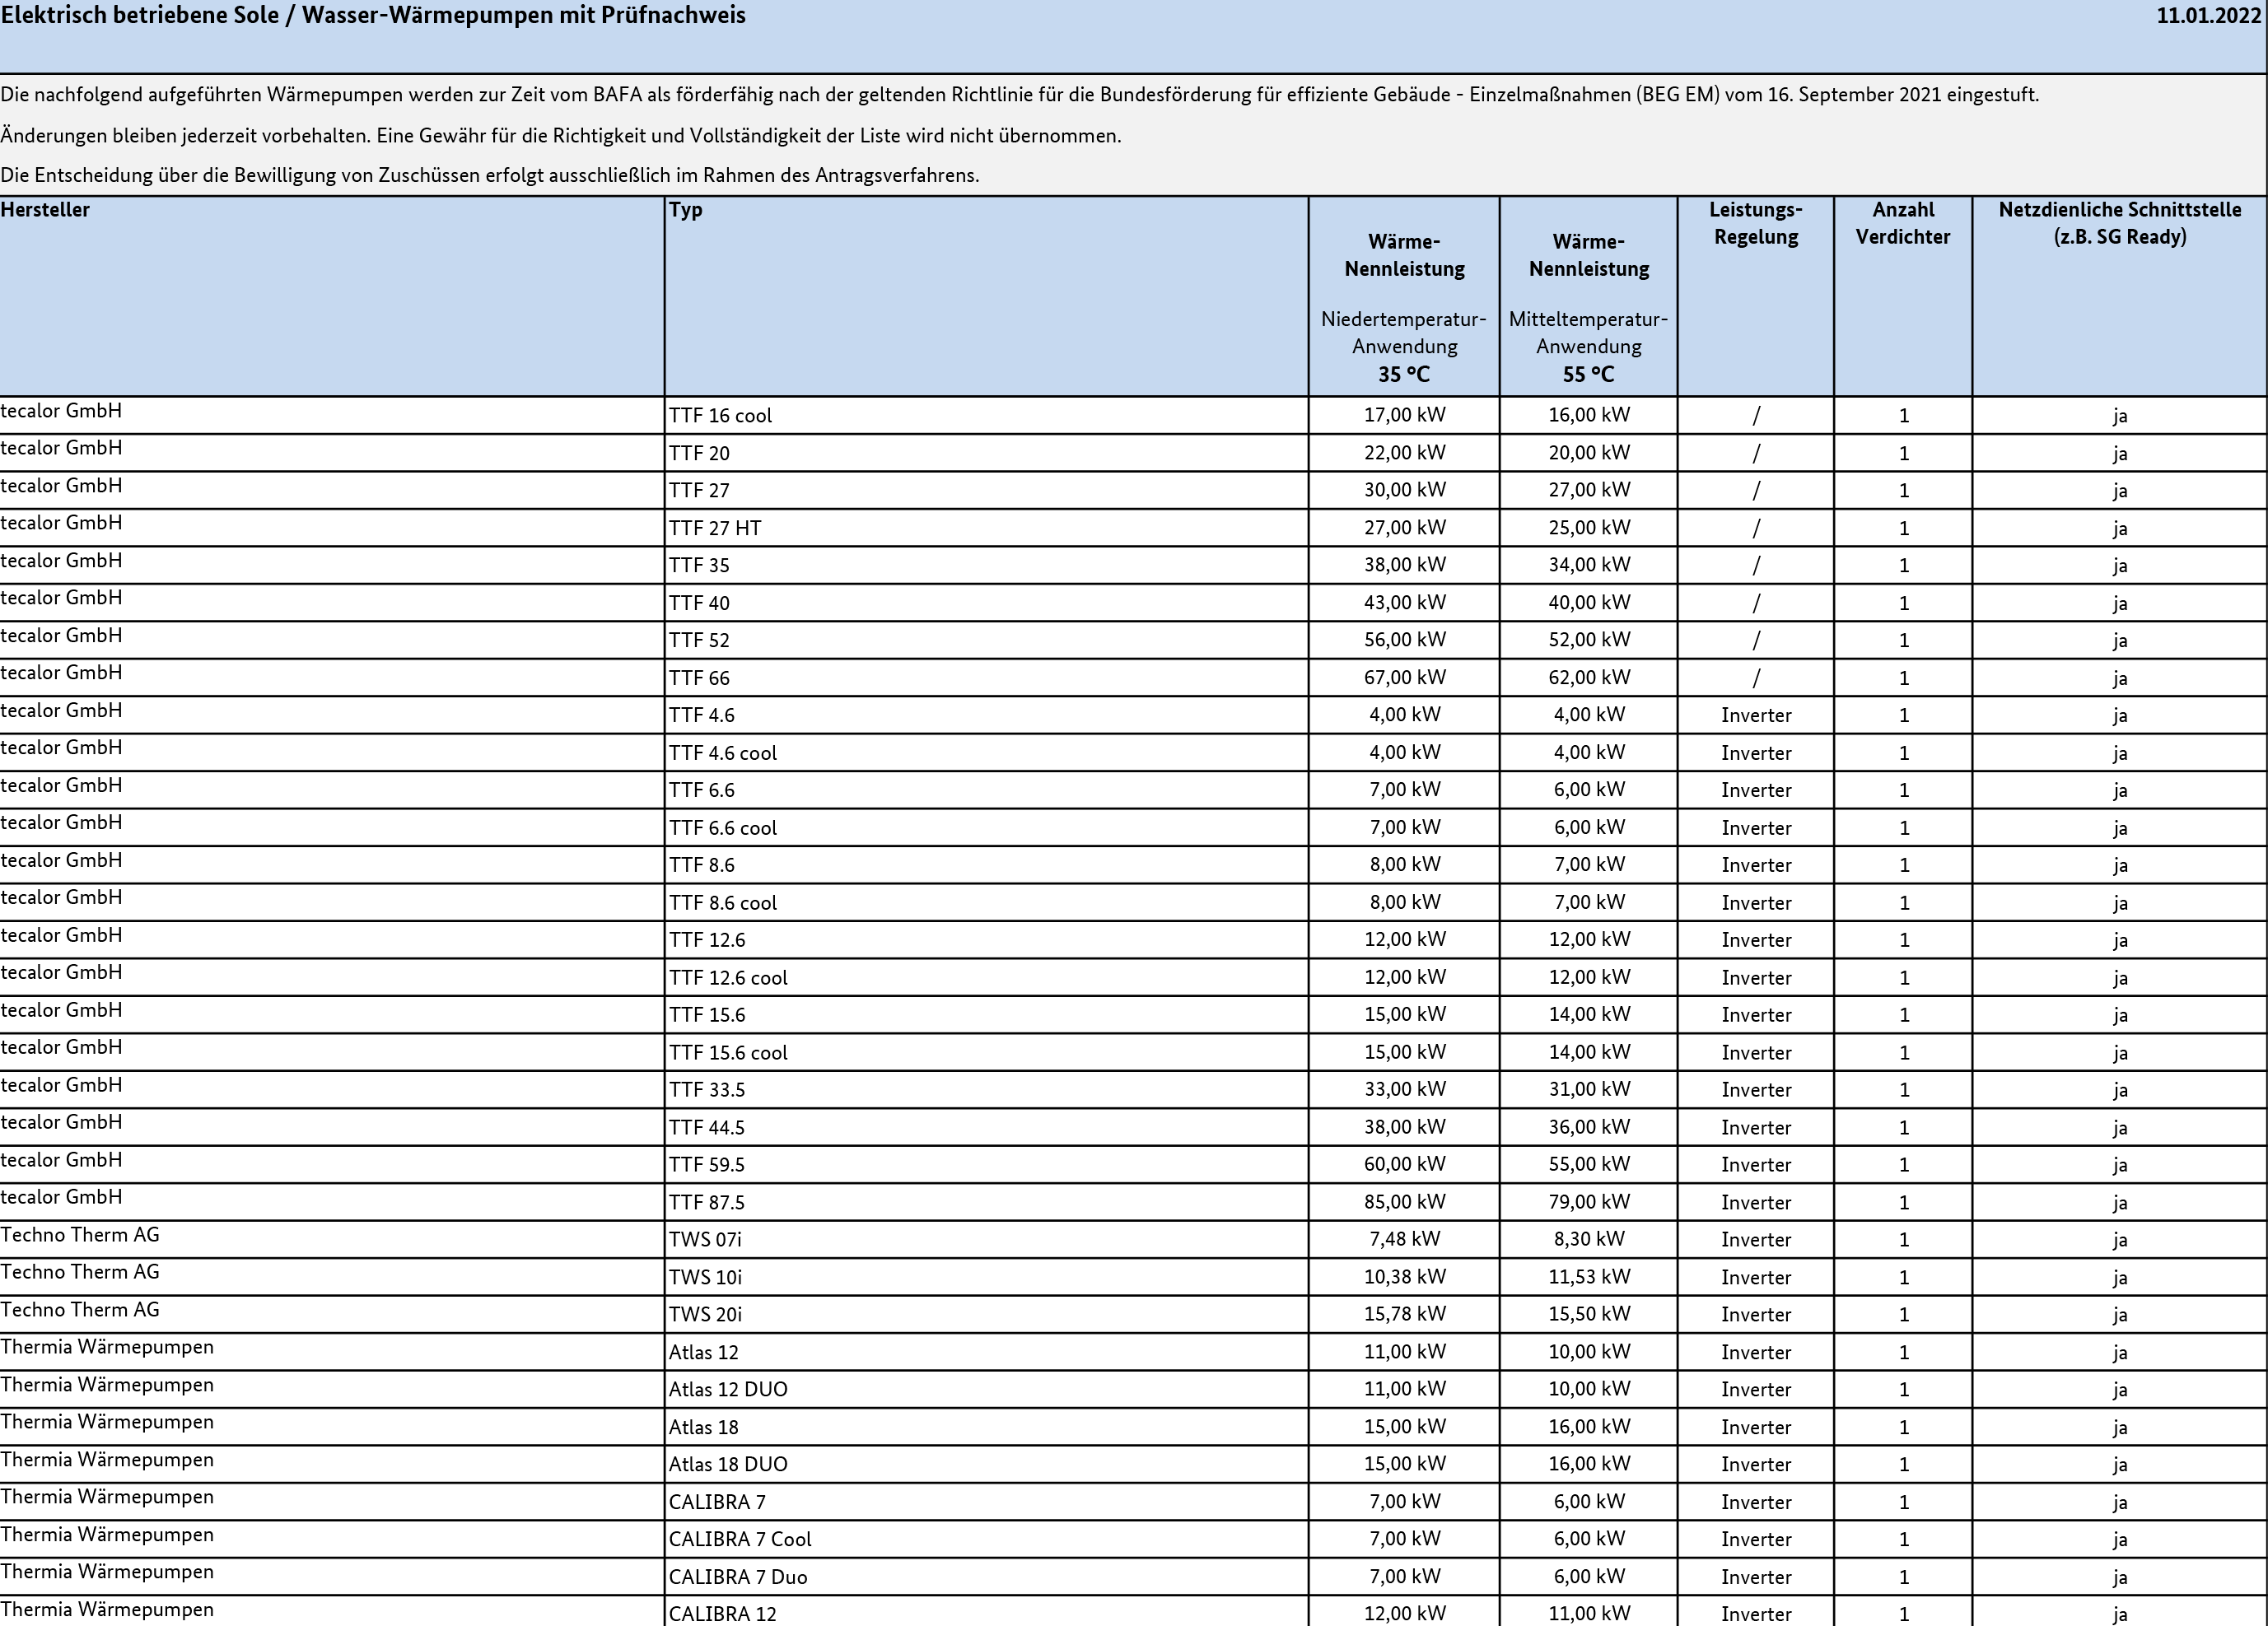 Elektrisch betriebene Sole / Wasser-Wärmepumpen mit Prüfnachweis 11.01.2022
Die nachfolgend aufgeführten Wärmepumpen werden zur Zeit vom BAFA als förderfähig nach der geltenden Richtlinie für die Bundesförderung für effiziente Gebäude - Einzelmaßnahmen (BEG EM) vom 16. September 2021 eingestuft.
Änderungen bleiben jederzeit vorbehalten. Eine Gewähr für die Richtigkeit und Vollständigkeit der Liste wird nicht übernommen.
Die Entscheidung über die Bewilligung von Zuschüssen erfolgt ausschließlich im Rahmen des Antragsverfahrens.
Hersteller Typ Leistungs- Anzahl Netzdienliche Schnittstelle
Wärme- Wärme- Regelung Verdichter (z.B. SG Ready)
Nennleistung Nennleistung
Niedertemperatur- Mitteltemperatur-
Anwendung Anwendung
35 °C 55 °C
tecalor GmbH TTF 16 cool 17,00 kW 16,00 kW / 1 ja
tecalor GmbH TTF 20 22,00 kW 20,00 kW / 1 ja
tecalor GmbH TTF 27 30,00 kW 27,00 kW / 1 ja
tecalor GmbH TTF 27 HT 27,00 kW 25,00 kW / 1 ja
tecalor GmbH TTF 35 38,00 kW 34,00 kW / 1 ja
tecalor GmbH TTF 40 43,00 kW 40,00 kW / 1 ja
tecalor GmbH TTF 52 56,00 kW 52,00 kW / 1 ja
tecalor GmbH TTF 66 67,00 kW 62,00 kW / 1 ja
tecalor GmbH TTF 4.6 4,00 kW 4,00 kW Inverter 1 ja
tecalor GmbH TTF 4.6 cool 4,00 kW 4,00 kW Inverter 1 ja
tecalor GmbH TTF 6.6 7,00 kW 6,00 kW Inverter 1 ja
tecalor GmbH TTF 6.6 cool 7,00 kW 6,00 kW Inverter 1 ja
tecalor GmbH TTF 8.6 8,00 kW 7,00 kW Inverter 1 ja
tecalor GmbH TTF 8.6 cool 8,00 kW 7,00 kW Inverter 1 ja
tecalor GmbH TTF 12.6 12,00 kW 12,00 kW Inverter 1 ja
tecalor GmbH TTF 12.6 cool 12,00 kW 12,00 kW Inverter 1 ja
tecalor GmbH TTF 15.6 15,00 kW 14,00 kW Inverter 1 ja
tecalor GmbH TTF 15.6 cool 15,00 kW 14,00 kW Inverter 1 ja
tecalor GmbH TTF 33.5 33,00 kW 31,00 kW Inverter 1 ja
tecalor GmbH TTF 44.5 38,00 kW 36,00 kW Inverter 1 ja
tecalor GmbH TTF 59.5 60,00 kW 55,00 kW Inverter 1 ja
tecalor GmbH TTF 87.5 85,00 kW 79,00 kW Inverter 1 ja
Techno Therm AG TWS 07i 7,48 kW 8,30 kW Inverter 1 ja
Techno Therm AG TWS 10i 10,38 kW 11,53 kW Inverter 1 ja
Techno Therm AG TWS 20i 15,78 kW 15,50 kW Inverter 1 ja
Thermia Wärmepumpen Atlas 12 11,00 kW 10,00 kW Inverter 1 ja
Thermia Wärmepumpen Atlas 12 DUO 11,00 kW 10,00 kW Inverter 1 ja
Thermia Wärmepumpen Atlas 18 15,00 kW 16,00 kW Inverter 1 ja
Thermia Wärmepumpen Atlas 18 DUO 15,00 kW 16,00 kW Inverter 1 ja
Thermia Wärmepumpen CALIBRA 7 7,00 kW 6,00 kW Inverter 1 ja
Thermia Wärmepumpen CALIBRA 7 Cool 7,00 kW 6,00 kW Inverter 1 ja
Thermia Wärmepumpen CALIBRA 7 Duo 7,00 kW 6,00 kW Inverter 1 ja
Thermia Wärmepumpen CALIBRA 12 12,00 kW 11,00 kW Inverter 1 ja